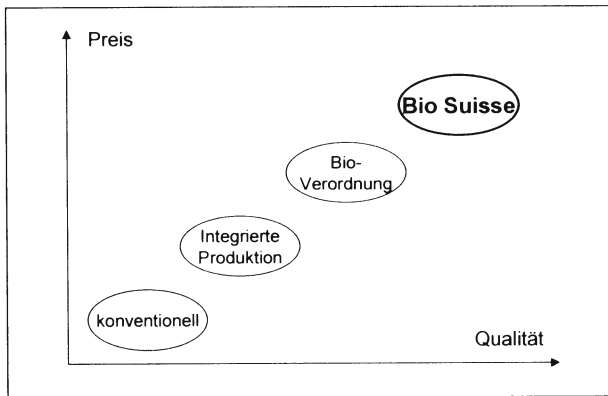 Preis
Bio Suisse
Bio-
Verordnung
Integrierte
Produktion
konventionell
Qualität